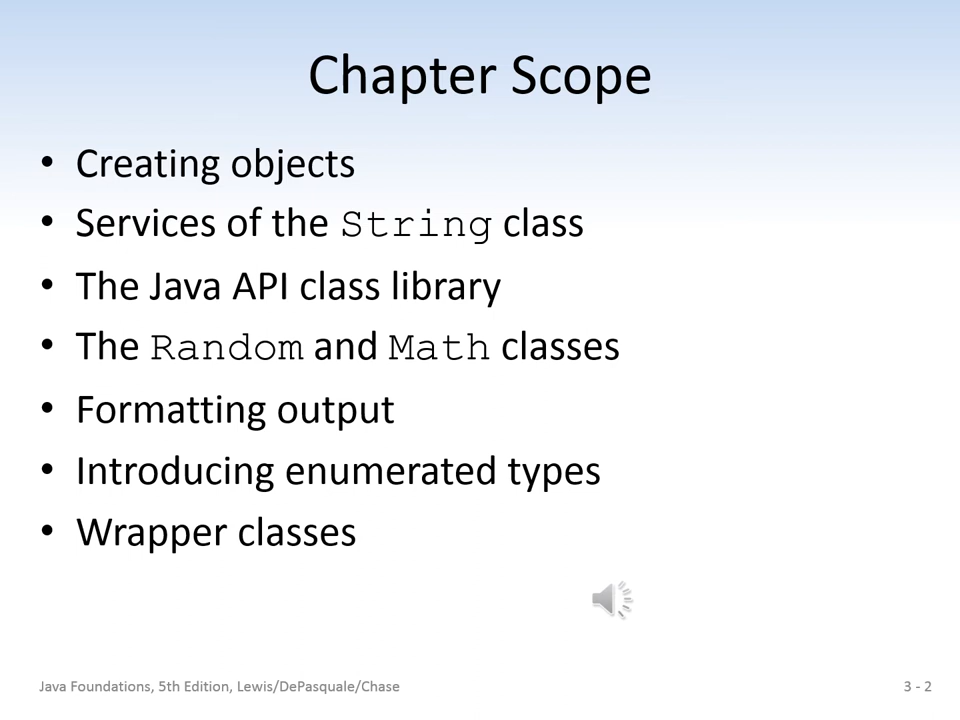 Chapter Scope
• Creating objects
• Services of the String class
• The Java API class library
• The Random and Math classes
• Formatting output
• Introducing enumerated types
• Wrapper classes
Java Foundations, 5th Edition, Lewis/DePasquale/Chase
3 - 2